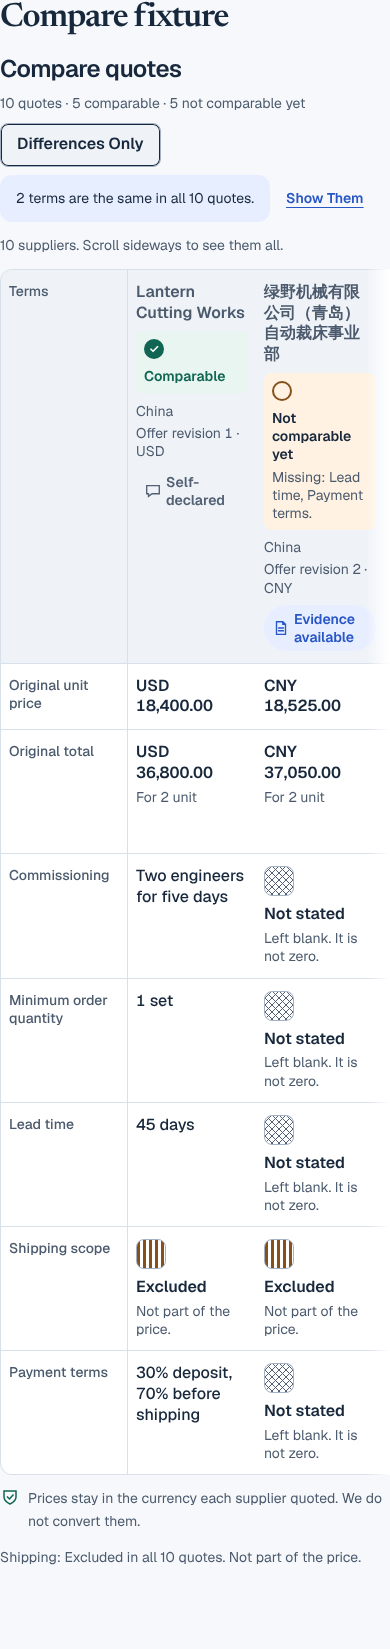 Compare fixture
Compare quotes
10 quotes · 5 comparable · 5 not comparable yet
Differences Only
2 terms are the same in all 10 quotes.
Show Them
10 suppliers. Scroll sideways to see them all.
Terms
Lantern
Cutting Works
Comparable
China
Offer revision 1 ·
USD
Self-
declared
绿野机械有限
公司（青岛）
自动裁床事业
部
Not
comparable
yet
Missing: Lead
time, Payment
terms.
China
Offer revision 2 ·
CNY
Evidence
available
Original unit
price
USD
18,400.00
CNY
18,525.00
Original total
USD
36,800.00
For 2 unit
CNY
37,050.00
For 2 unit
Commissioning
Two engineers
for five days
Not stated
Left blank. It is
not zero.
Minimum order
quantity
1 set
Not stated
Left blank. It is
not zero.
Lead time
45 days
Not stated
Left blank. It is
not zero.
Shipping scope
Excluded
Not part of the
price.
Excluded
Not part of the
price.
Payment terms
30% deposit,
70% before
shipping
Not stated
Left blank. It is
not zero.
Prices stay in the currency each supplier quoted. We do
not convert them.
Shipping: Excluded in all 10 quotes. Not part of the price.